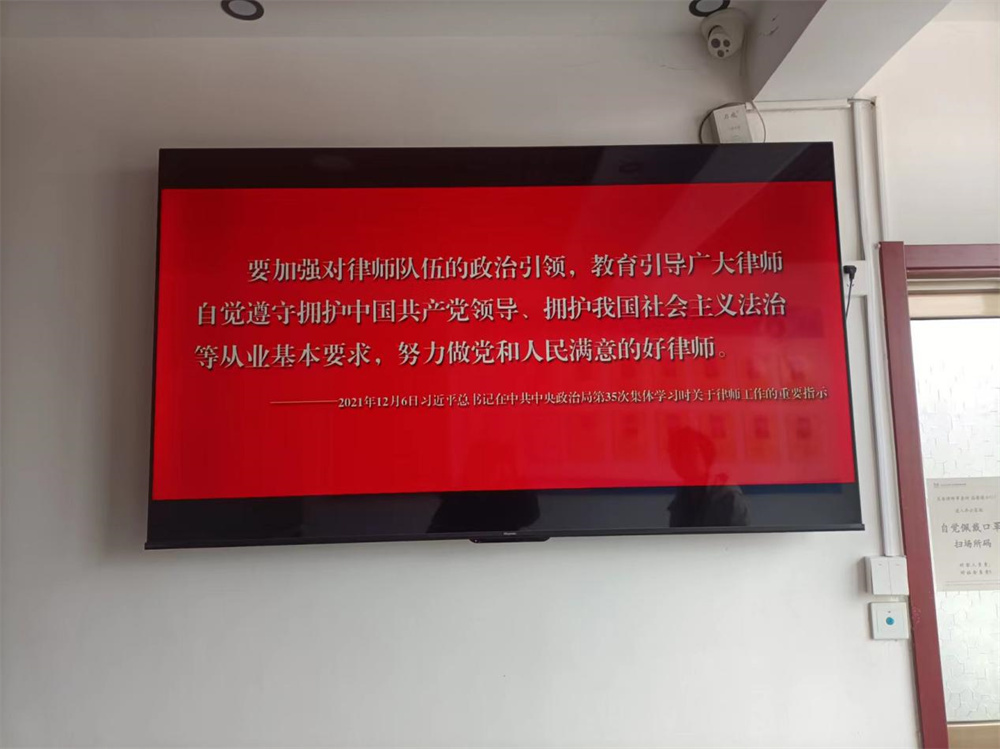 要加强对律师队伍的政治引领，教育引导广大律师
自觉遵守拥护中国共产党领导、拥护我国社会主义法治
等从业基本要求，努力做党和人民满意的好律师。
————2021年12月6日习近平总书记在中共中央政治局第35次集体学习时关于律师工作的重要指示
Hisense
自觉佩戴口罩
扫场所码